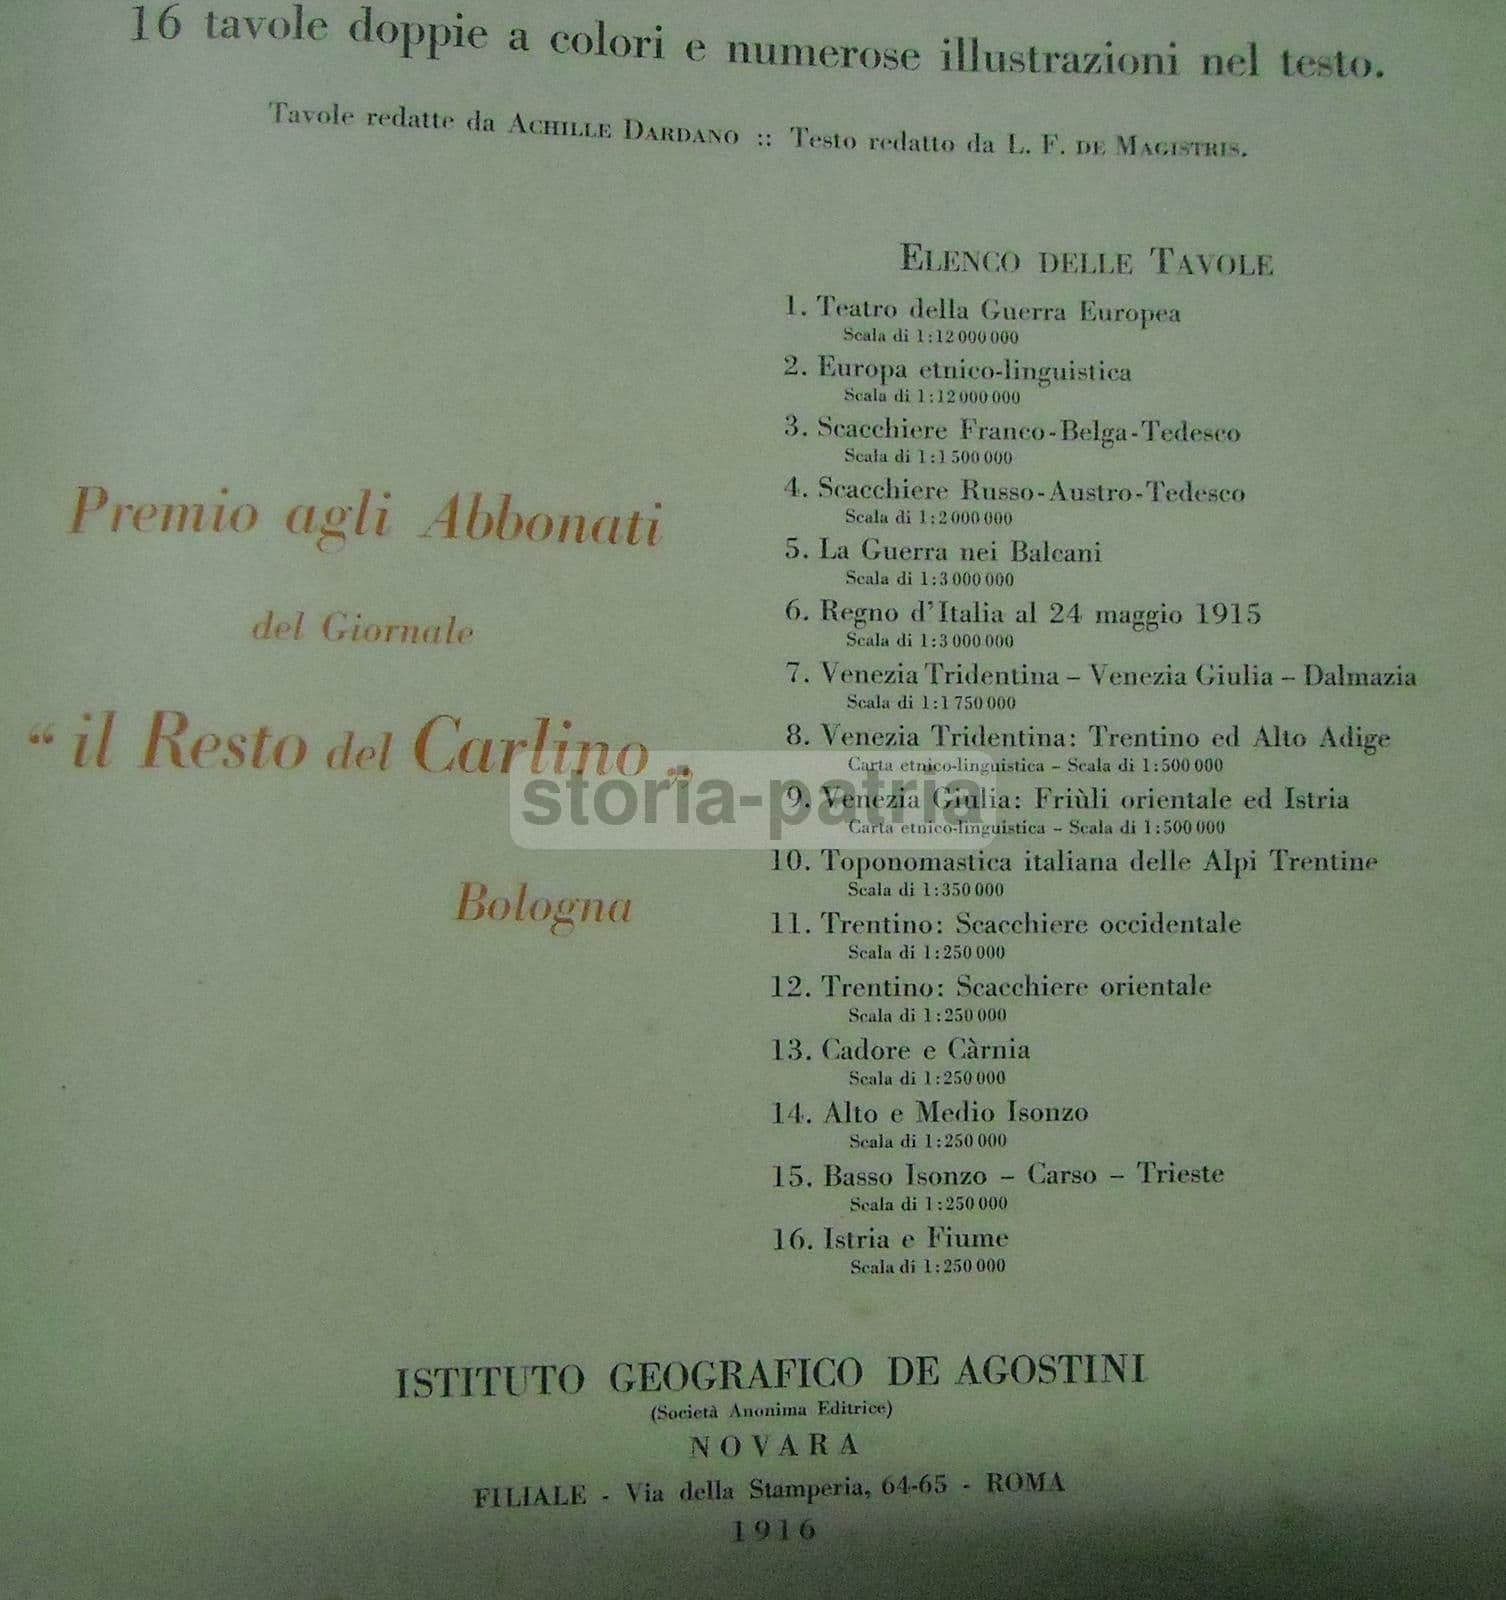 16 tavole doppie a colori e numerose illustrazioni nel testo.
Tavole redatte da ACHILLE DARDANO :: Testo redatto da L. F. DE MAGISTRIS.
ELENCO DELLE TAVOLE
1. Teatro della Guerra Europea
Scala di 1:12 000 000
2. Europa etnico-linguistica
Scala di 1:12 000 000
3. Scacchiere Franco-Belga-Tedesco
Scala di 1:1 500 000
4. Scacchiere Russo-Austro-Tedesco
Scala di 1:2 000 000
5. La Guerra nei Balcani
Scala di 1:3 000 000
6. Regno d'Italia al 24 maggio 1915
Scala di 1:3 000 000
7. Venezia Tridentina – Venezia Giulia – Dalmazia
Scala di 1:1 750 000
8. Venezia Tridentina: Trentino ed Alto Adige
Carta etnico-linguistica – Scala di 1:500 000
9. Venezia Giulia: Friùli orientale ed Istria
Carta etnico-linguistica – Scala di 1:500 000
10. Toponomastica italiana delle Alpi Trentine
Scala di 1:350 000
11. Trentino: Scacchiere occidentale
Scala di 1:250 000
12. Trentino: Scacchiere orientale
Scala di 1:250 000
13. Cadore e Càrnia
Scala di 1:250 000
14. Alto e Medio Isonzo
Scala di 1:250 000
15. Basso Isonzo – Carso – Trieste
Scala di 1:250 000
16. Istria e Fiume
Scala di 1:250 000
Premio agli Abbonati
del Giornale
“ il Resto del Carlino „
Bologna
storia-patria
ISTITUTO GEOGRAFICO DE AGOSTINI
(Società Anonima Editrice)
NOVARA
FILIALE - Via della Stamperia, 64-65 - ROMA
1916